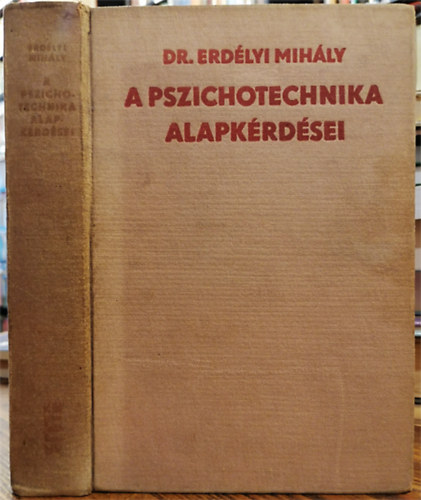 DR. ERDÉLYI MIHÁLY
A PSZICHOTECHNIKA
ALAPKÉRDÉSEI
ERDÉLYI
MIHÁLY
A
PSZICHO-
TECHNIKA
ALAP-
KÉRDÉSEI